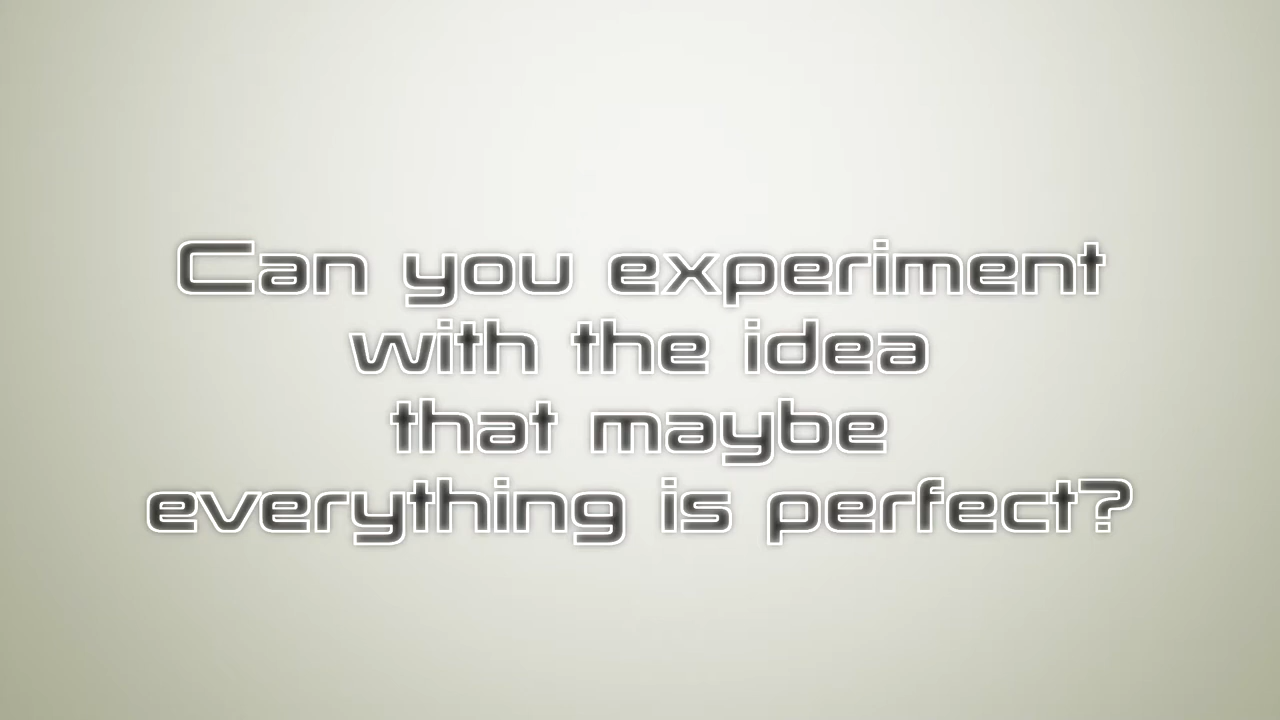 Can you experiment
with the idea
that maybe
everything is perfect?